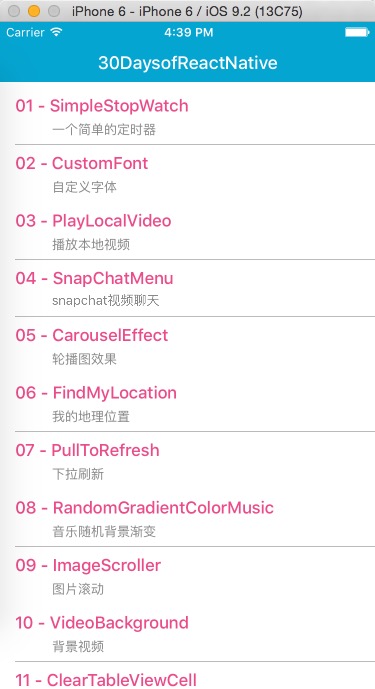 iPhone 6 - iPhone 6 / iOS 9.2 (13C75)
Carrier 4:39 PM
30DaysofReactNative
01 - SimpleStopWatch
一个简单的定时器
02 - CustomFont
自定义字体
03 - PlayLocalVideo
播放本地视频
04 - SnapChatMenu
snapchat视频聊天
05 - CarouselEffect
轮播图效果
06 - FindMyLocation
我的地理位置
07 - PullToRefresh
下拉刷新
08 - RandomGradientColorMusic
音乐随机背景渐变
09 - ImageScroller
图片滚动
10 - VideoBackground
背景视频
11 - ClearTableViewCell